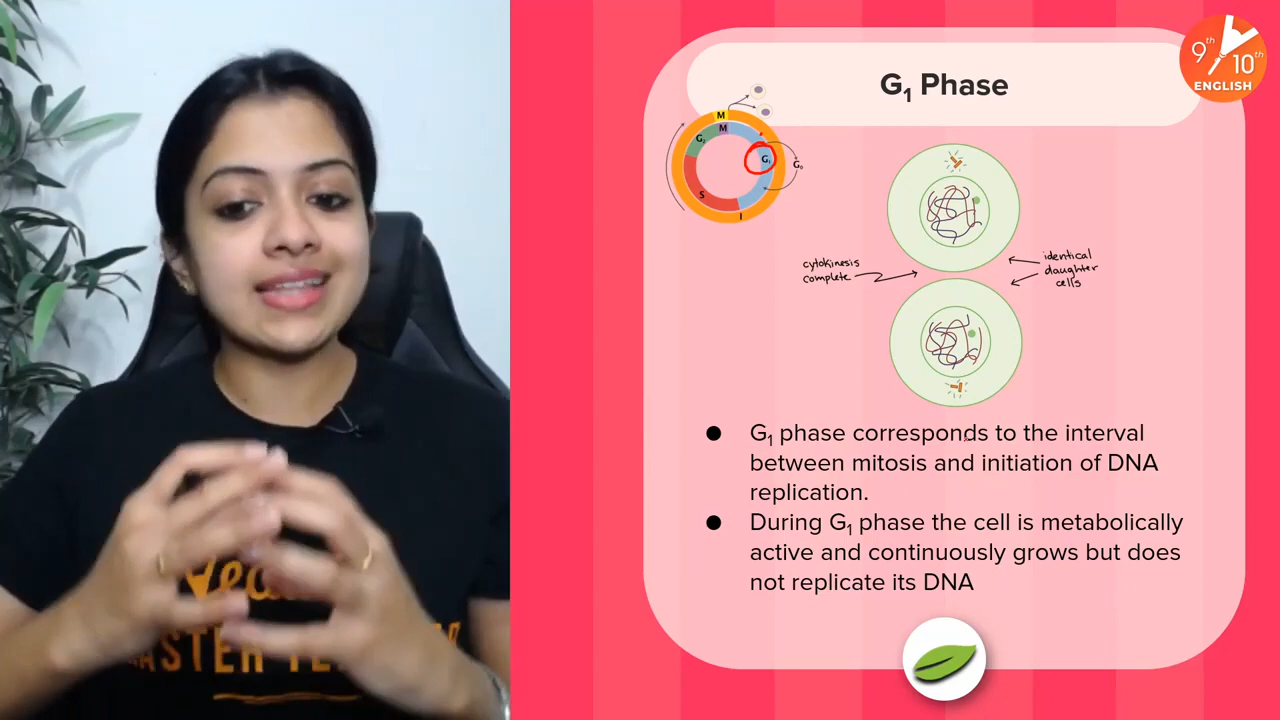 G₁ Phase
9th
10th
ENGLISH
M
M
G₂
G₁
G₀
S
I
cytokinesis
complete
identical
daughter
cells
● G₁ phase corresponds to the interval
between mitosis and initiation of DNA
replication.
● During G₁ phase the cell is metabolically
active and continuously grows but does
not replicate its DNA